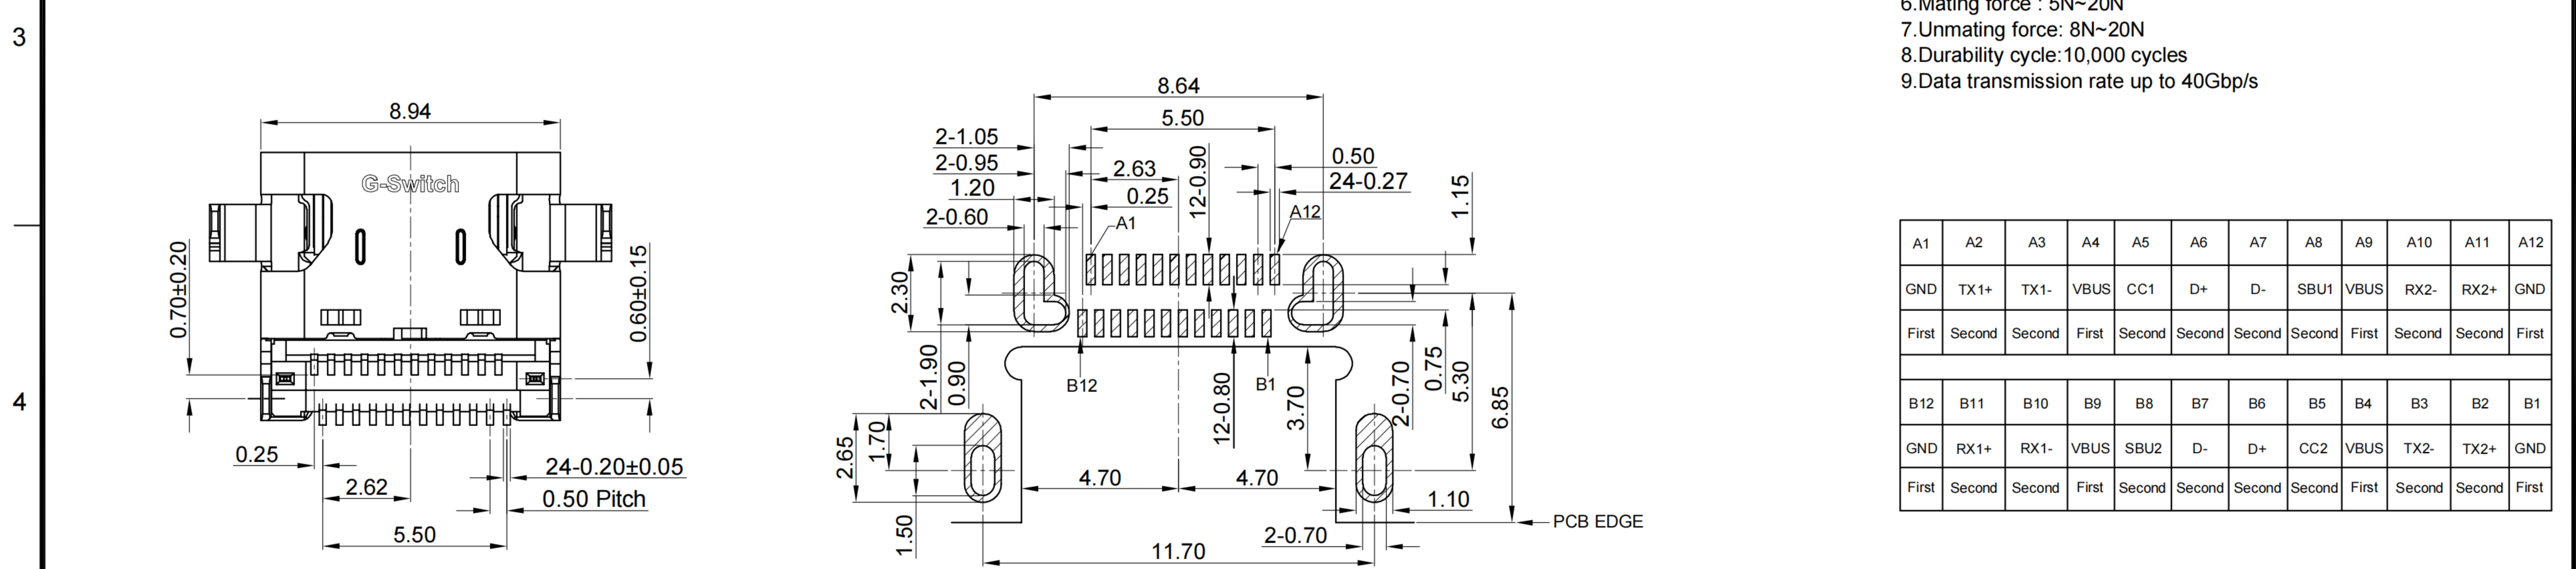 3
4
8.94
G-Switch
0.70±0.20
0.60±0.15
0.25
24-0.20±0.05
2.62
0.50 Pitch
5.50
8.64
5.50
2-1.05
2-0.95
2.63
12-0.90
0.50
1.20
0.25
24-0.27
1.15
2-0.60
A1
A12
2.30
2-1.90
0.90
B12
B1
12-0.80
3.70
2-0.70
0.75
5.30
6.85
2.65
1.70
4.70
4.70
1.10
1.50
2-0.70
PCB EDGE
11.70
6.Mating force : 5N~20N
7.Unmating force: 8N~20N
8.Durability cycle:10,000 cycles
9.Data transmission rate up to 40Gbp/s
A1 A2 A3 A4 A5 A6 A7 A8 A9 A10 A11 A12
GND TX1+ TX1- VBUS CC1 D+ D- SBU1 VBUS RX2- RX2+ GND
First Second Second First Second Second Second Second First Second Second First
B12 B11 B10 B9 B8 B7 B6 B5 B4 B3 B2 B1
GND RX1+ RX1- VBUS SBU2 D- D+ CC2 VBUS TX2- TX2+ GND
First Second Second First Second Second Second Second First Second Second First